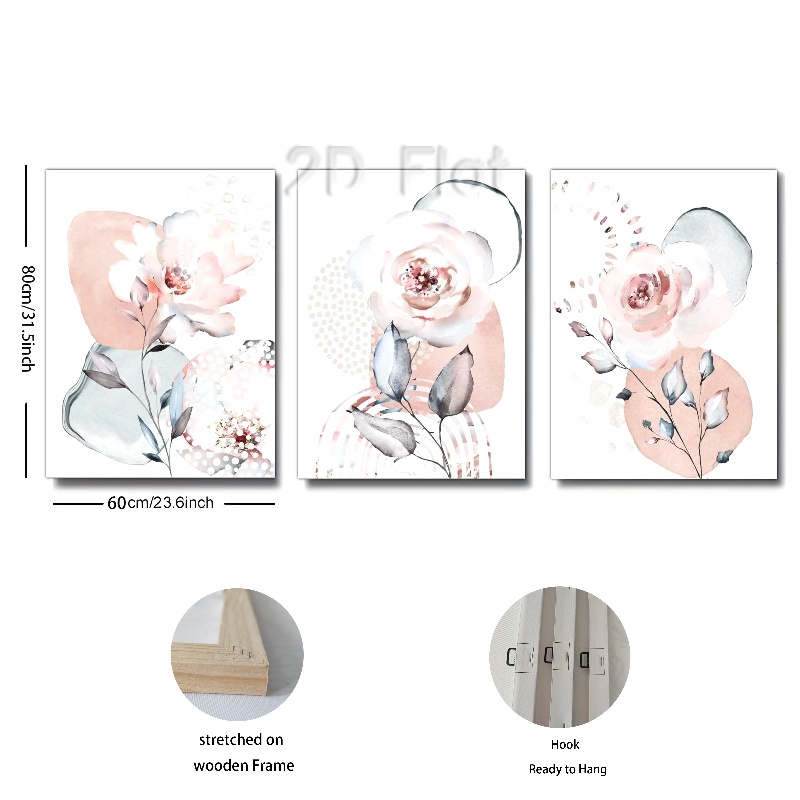 2D Flat
80cm/31.5inch
60cm/23.6inch
stretched on
wooden Frame
Hook
Ready to Hang